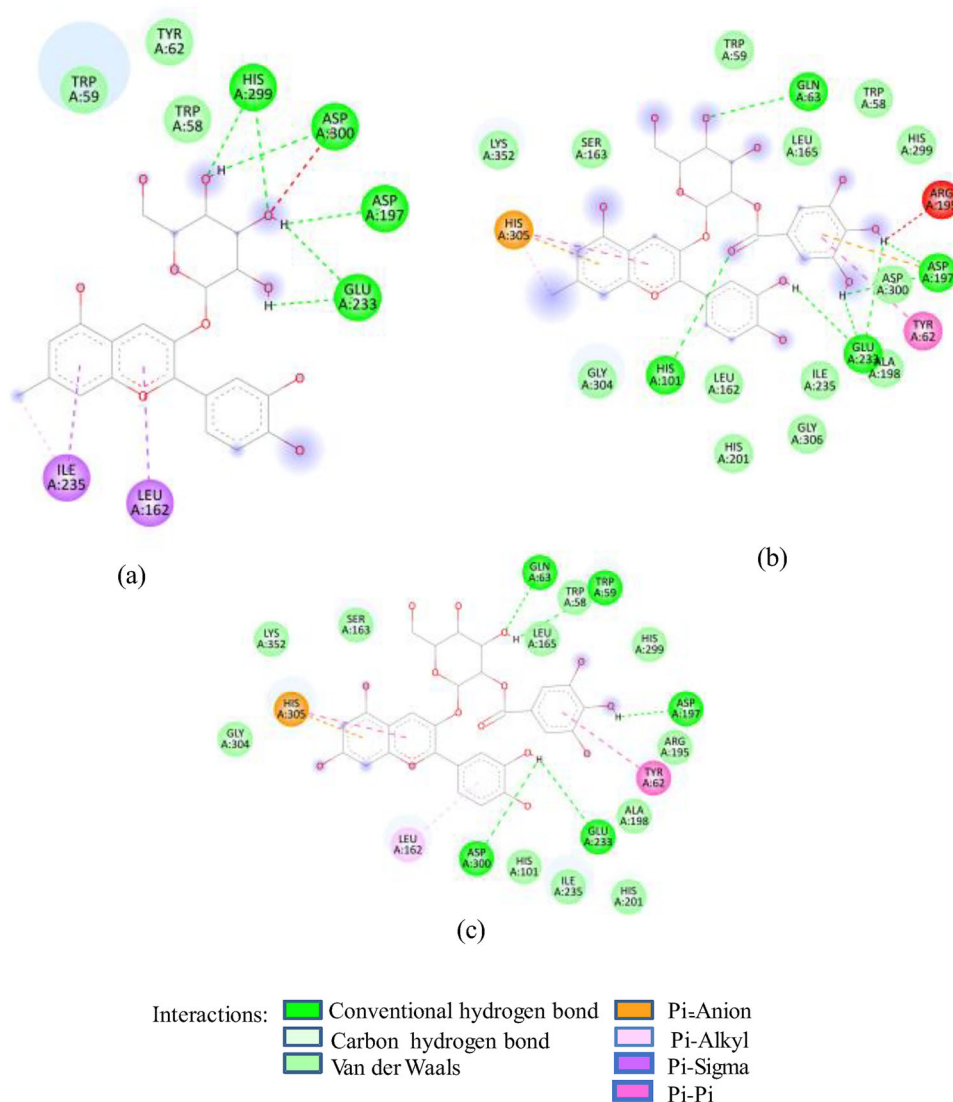 TYR
A:62
TRP
A:59
HIS
A:299
TRP
A:58
ASP
A:300
ASP
A:197
GLU
A:233
O
O
O
H
H
O
O
H
O
O
O
O
O
ILE
A:235
LEU
A:162
(a)
TRP
A:59
GLN
A:63
TRP
A:58
LYS
A:352
SER
A:163
LEU
A:165
HIS
A:299
ARG
A:195
HIS
A:305
ASP
A:300
ASP
A:197
TYR
A:62
GLU
A:233
ALA
A:198
GLY
A:304
HIS
A:101
LEU
A:162
ILE
A:235
HIS
A:201
GLY
A:306
(b)
GLN
A:63
TRP
A:58
TRP
A:59
LYS
A:352
SER
A:163
LEU
A:165
HIS
A:299
HIS
A:305
ASP
A:197
GLY
A:304
ARG
A:195
TYR
A:62
LEU
A:162
ASP
A:300
HIS
A:101
GLU
A:233
ALA
A:198
ILE
A:235
HIS
A:201
(c)
Interactions:
Conventional hydrogen bond
Carbon hydrogen bond
Van der Waals
Pi=Anion
Pi-Alkyl
Pi-Sigma
Pi-Pi